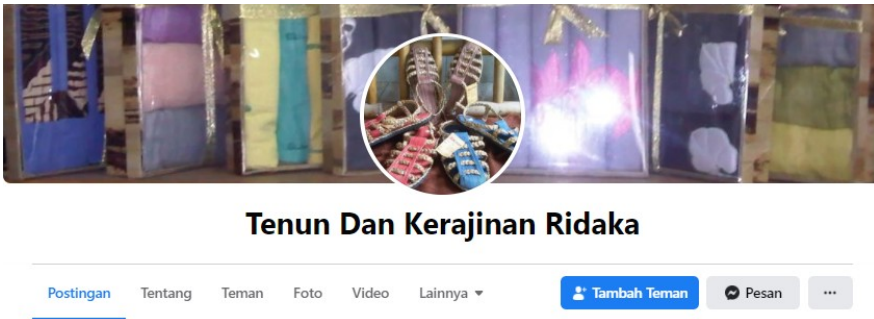 Tenun Dan Kerajinan Ridaka
Postingan Tentang Teman Foto Video Lainnya Tambah Teman Pesan